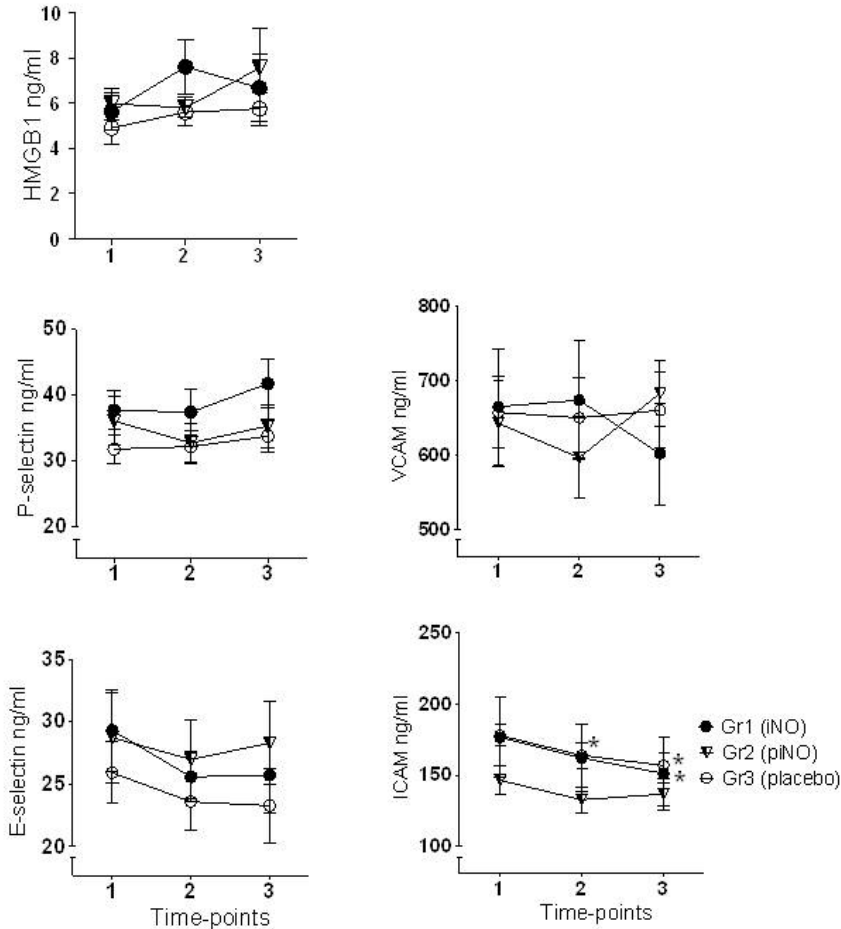 10
8
6
4
2
0
HMGB1 ng/ml
1 2 3
50
40
30
20
P-selectin ng/ml
1 2 3
800
700
600
500
VCAM ng/ml
1 2 3
35
30
25
20
E-selectin ng/ml
1 2 3
Time-points
250
200
150
100
ICAM ng/ml
*
*
*
1 2 3
Time-points
Gr1 (iNO)
Gr2 (piNO)
Gr3 (placebo)